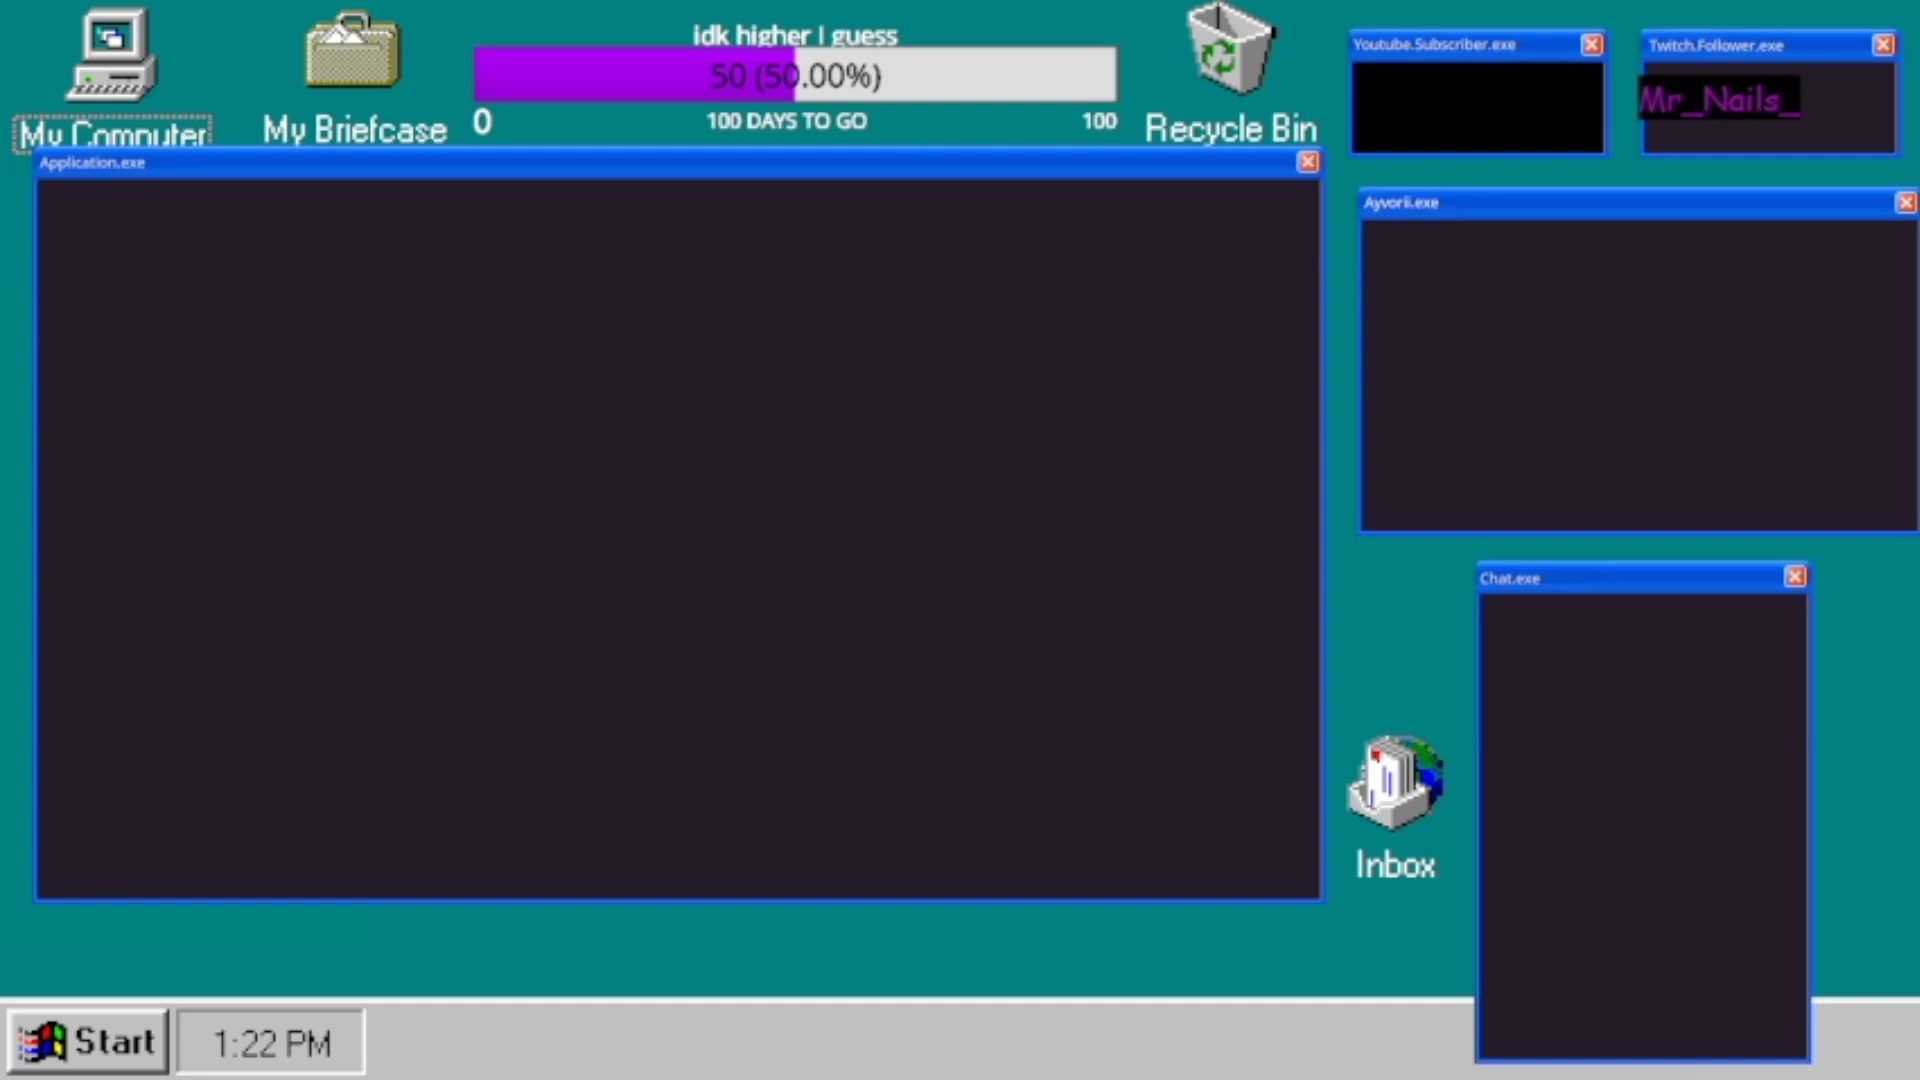 idk higher I guess
50 (50.00%)
0
100 DAYS TO GO
100
My Computer
My Briefcase
Recycle Bin
Youtube.Subscriber.exe
Twitch.Follower.exe
Mr_Nails_
Application.exe
Ayvorii.exe
Chat.exe
Inbox
Start
1:22 PM